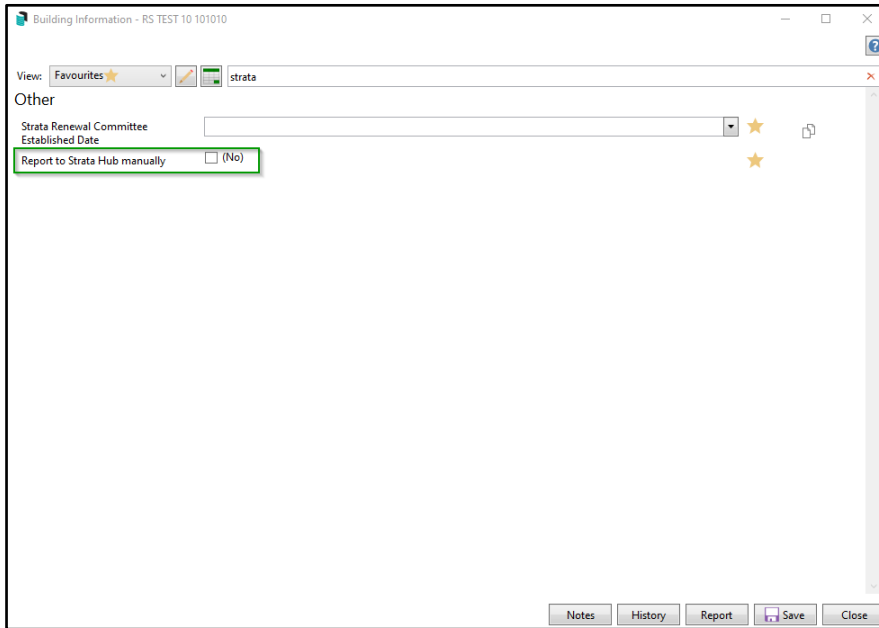 Building Information - RS TEST 10 101010
View: Favourites strata
Other
Strata Renewal Committee
Established Date
Report to Strata Hub manually (No)
Notes History Report Save Close